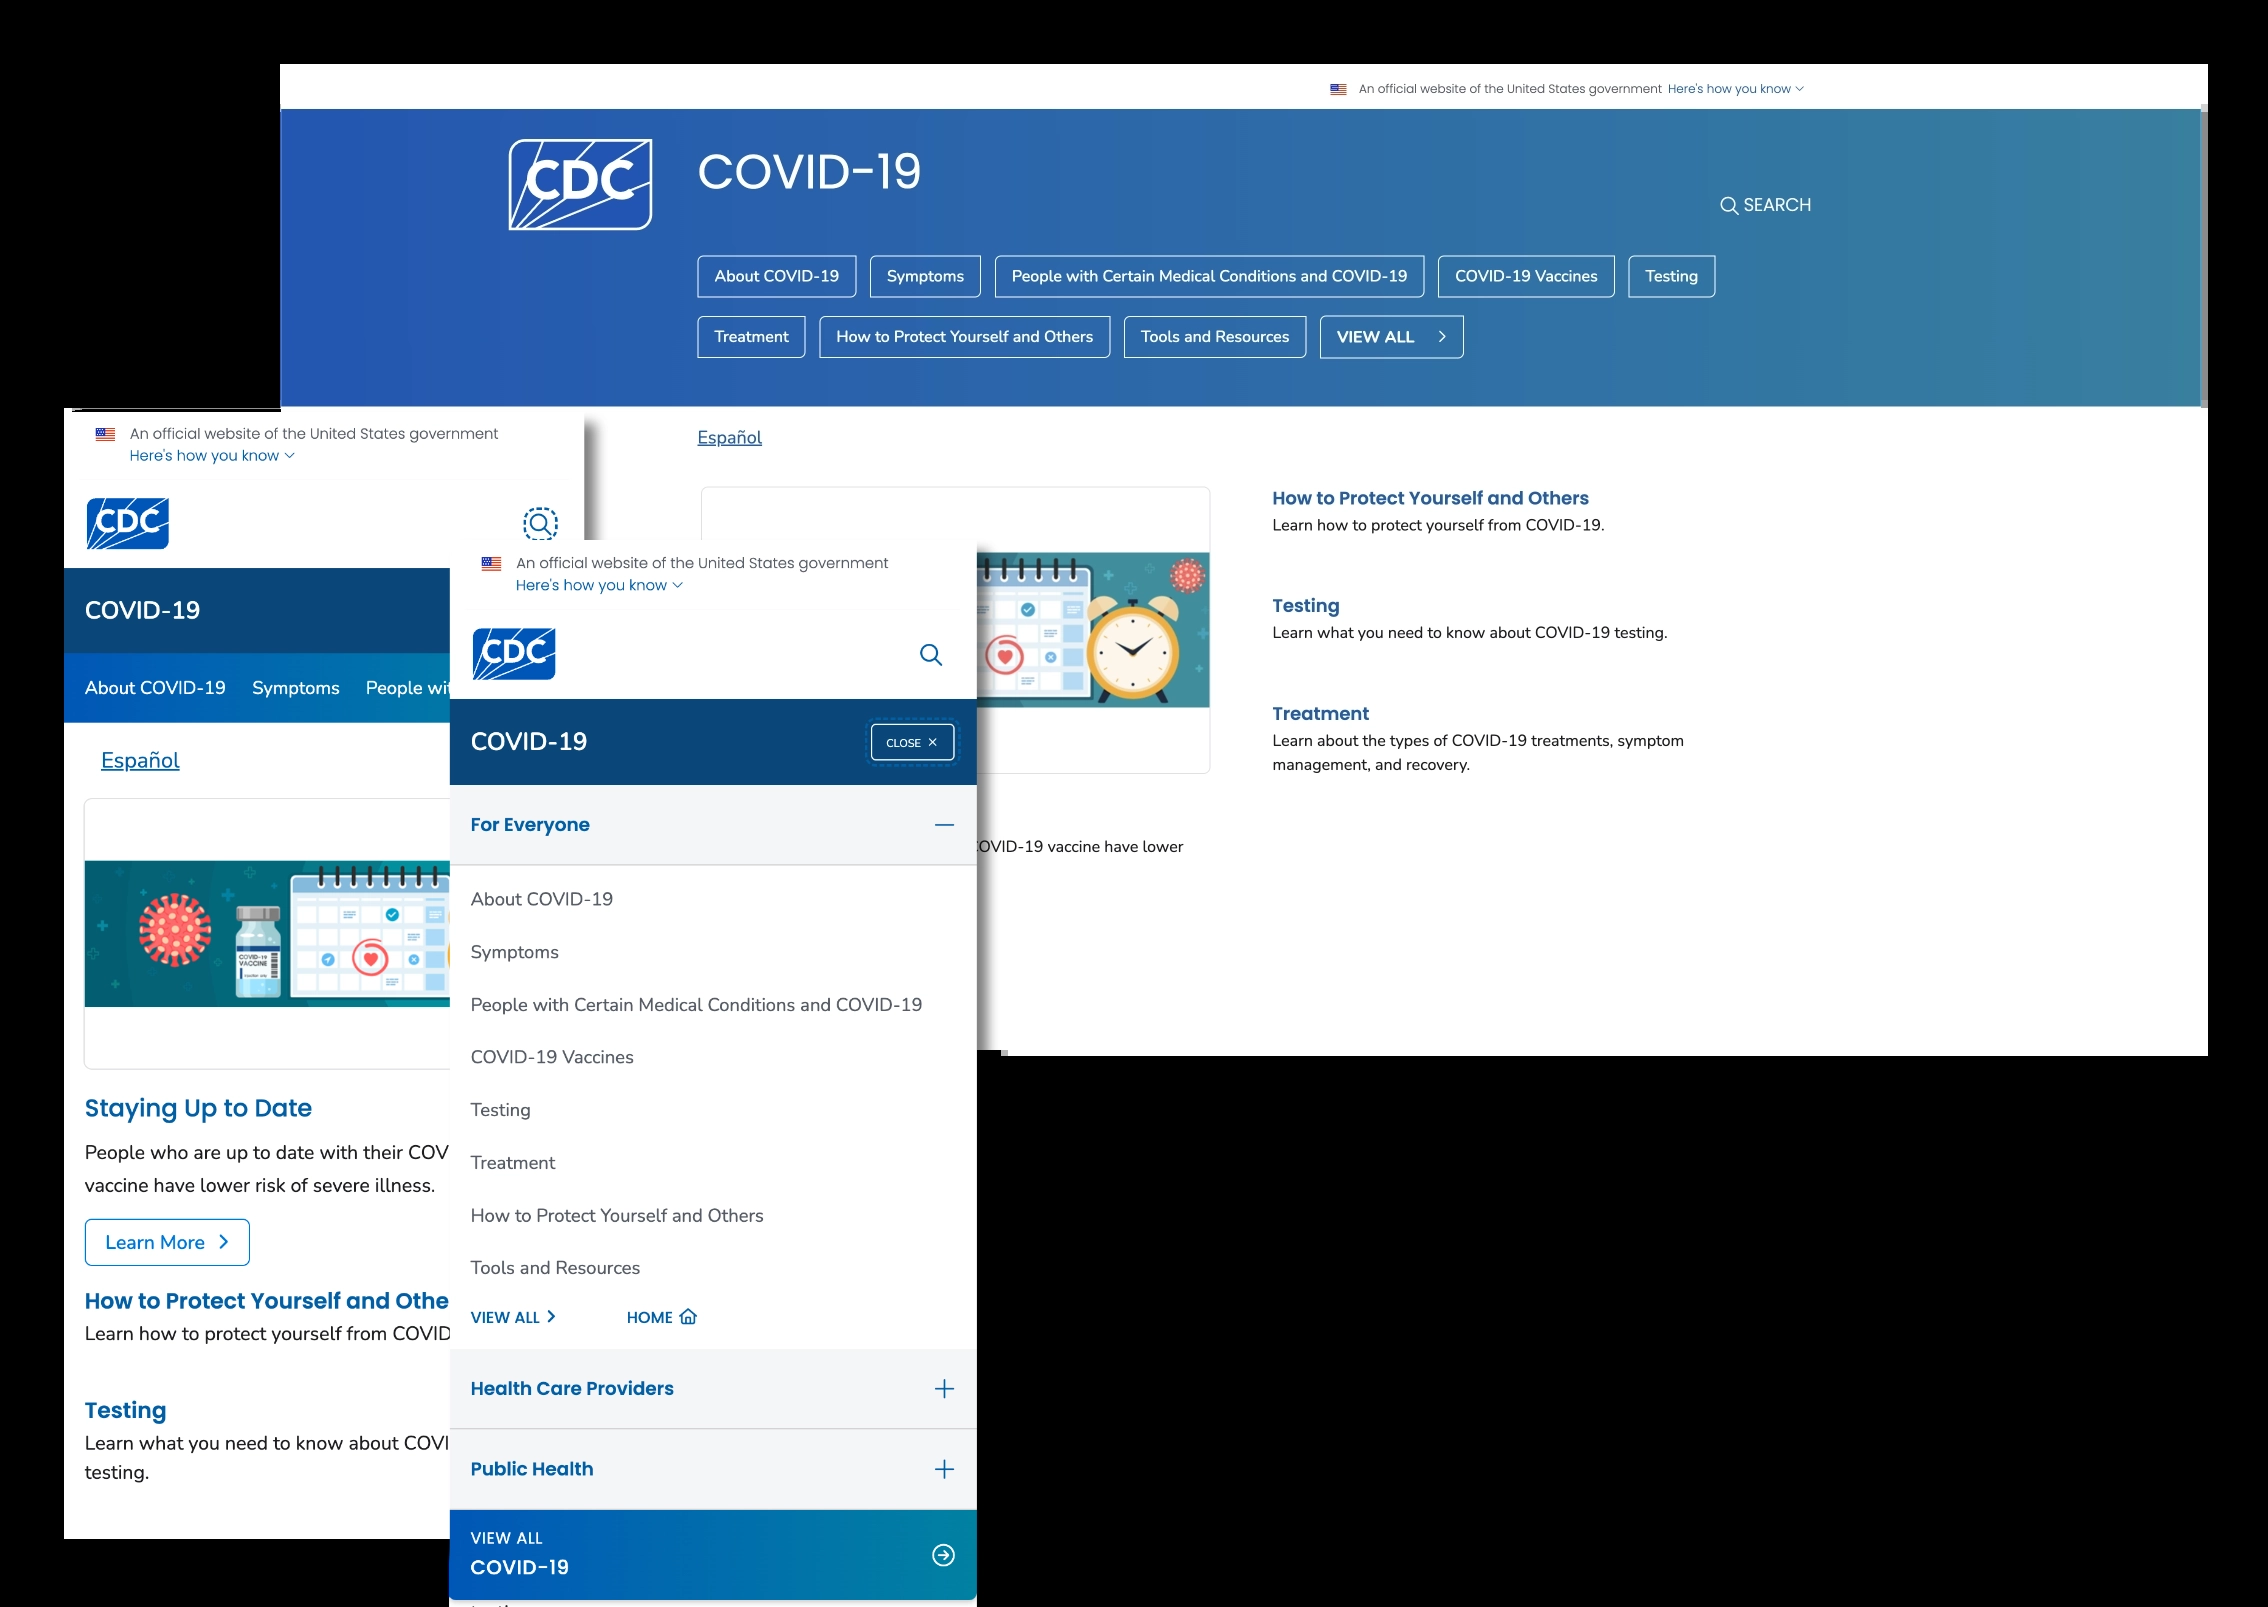 An official website of the United States government Here's how you know
CDC
COVID-19
SEARCH
About COVID-19
Symptoms
People with Certain Medical Conditions and COVID-19
COVID-19 Vaccines
Testing
Treatment
How to Protect Yourself and Others
Tools and Resources
VIEW ALL
Español
How to Protect Yourself and Others
Learn how to protect yourself from COVID-19.
Testing
Learn what you need to know about COVID-19 testing.
Treatment
Learn about the types of COVID-19 treatments, symptom
management, and recovery.
COVID-19 vaccine have lower
An official website of the United States government
Here's how you know
CDC
COVID-19
About COVID-19
Symptoms
People wit
Español
COVID-19
VACCINE
Staying Up to Date
People who are up to date with their COV
vaccine have lower risk of severe illness.
Learn More
How to Protect Yourself and Othe
Learn how to protect yourself from COVID
Testing
Learn what you need to know about COVI
testing.
An official website of the United States government
Here's how you know
CDC
COVID-19
CLOSE
For Everyone
About COVID-19
Symptoms
People with Certain Medical Conditions and COVID-19
COVID-19 Vaccines
Testing
Treatment
How to Protect Yourself and Others
Tools and Resources
VIEW ALL
HOME
Health Care Providers
Public Health
VIEW ALL
COVID-19